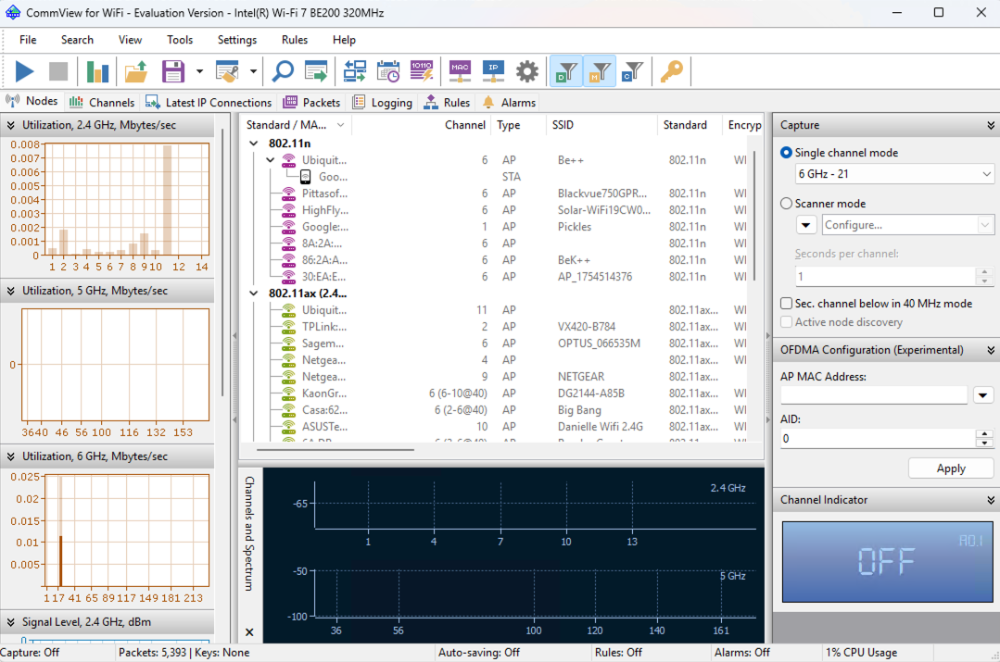 CommView for WiFi - Evaluation Version - Intel(R) Wi-Fi 7 BE200 320MHz
File Search View Tools Settings Rules Help
10110 MAC IP D M C
Nodes Channels Latest IP Connections Packets Logging Rules Alarms
Utilization, 2.4 GHz, Mbytes/sec
0.008
0.007
0.006
0.005
0.004
0.003
0.002
0.001
0
1 2 3 4 5 6 7 8 9 10 12 14
Utilization, 5 GHz, Mbytes/sec
0
3640 46 56 100 116 132 153
Utilization, 6 GHz, Mbytes/sec
0.025
0.02
0.015
0.01
0.005
1 17 41 65 89 117 149 181 213
Signal Level, 2.4 GHz, dBm
0
Standard / MA... Channel Type SSID Standard Encryp
802.11n
Ubiquit... 6 AP Be++ 802.11n WI
Goo... STA
Pittasof... 6 AP Blackvue750GPR... 802.11n WI
HighFly... 6 AP Solar-WiFi19CW0... 802.11n WI
Google:... 1 AP Pickles 802.11n WI
8A:2A:... 6 AP 802.11n WI
86:2A:A... 6 AP BeK++ 802.11n WI
30:EA:E... 6 AP AP_1754514376 802.11n WI
802.11ax (2.4...
Ubiquit... 11 AP 802.11ax... WI
TPLink:... 2 AP VX420-B784 802.11ax... WI
Sagem... 6 AP OPTUS_066535M 802.11ax... WI
Netgea... 4 AP 802.11ax... WI
Netgea... 9 AP NETGEAR 802.11ax... WI
KaonGr... 6 (6-10@40) AP DG2144-A85B 802.11ax... WI
Casa:62... 6 (2-6@40) AP Big Bang 802.11ax... WI
ASUSTe... 10 AP Danielle Wifi 2.4G 802.11ax... WI
Channels and Spectrum
2.4 GHz
-65
1 4 7 10 13
5 GHz
-50
-100
36 56 100 120 140 161
Capture
Single channel mode
6 GHz - 21
Scanner mode
Configure...
Seconds per channel:
1
Sec. channel below in 40 MHz mode
Active node discovery
OFDMA Configuration (Experimental)
AP MAC Address:
AID:
0
Apply
Channel Indicator
A0.1
OFF
Capture: Off Packets: 5,393 | Keys: None Auto-saving: Off Rules: Off Alarms: Off 1% CPU Usage